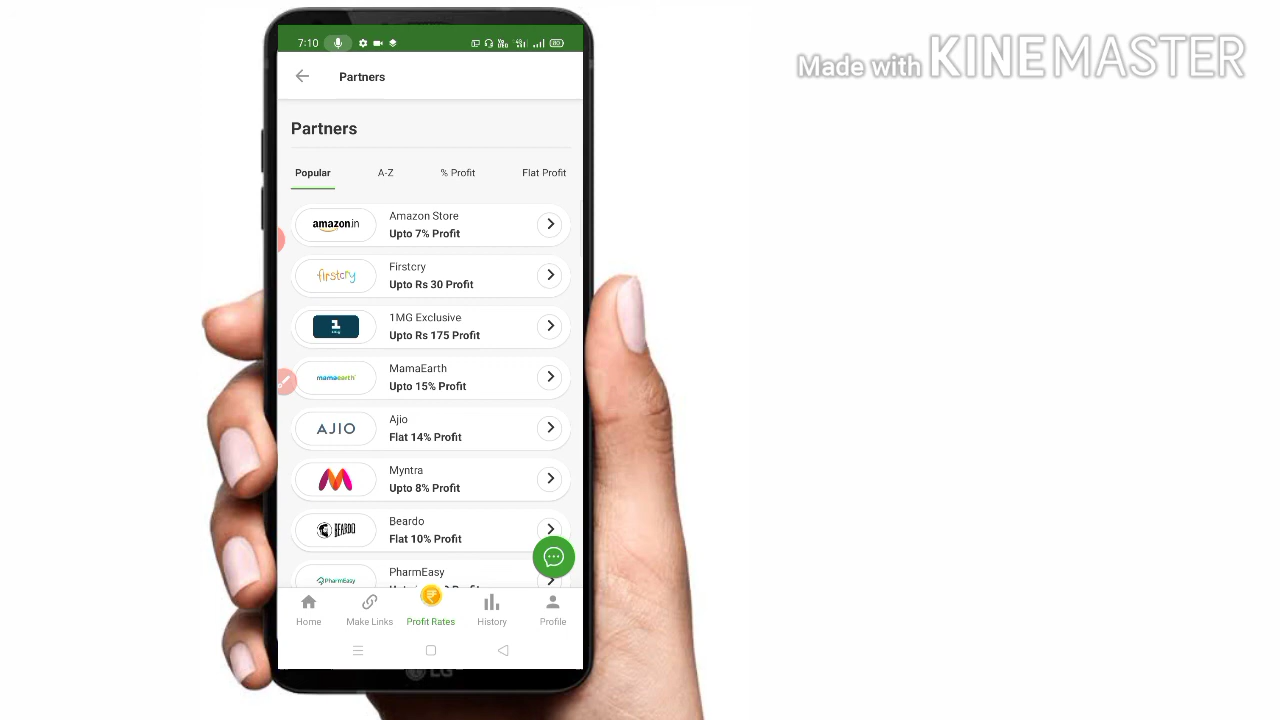 Made with KINEMASTER
7:10
Partners
Partners
Popular A-Z % Profit Flat Profit
amazon.in
Amazon Store
Upto 7% Profit
firstcry
Firstcry
Upto Rs 30 Profit
1
1MG Exclusive
Upto Rs 175 Profit
mamaearth
MamaEarth
Upto 15% Profit
AJIO
Ajio
Flat 14% Profit
Myntra
Upto 8% Profit
BEARDO
Beardo
Flat 10% Profit
PharmEasy
PharmEasy
Home Make Links Profit Rates History Profile
LG